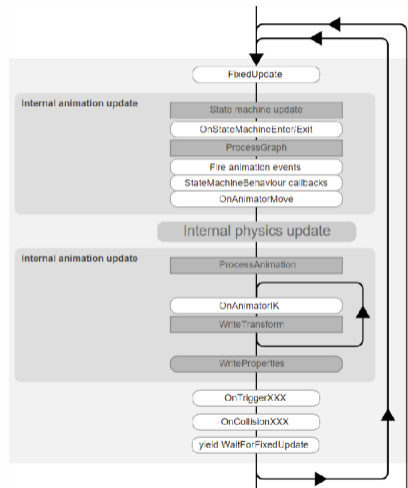 FixedUpdate
Internal animation update
State machine update
OnStateMachineEnter/Exit
ProcessGraph
Fire animation events
StateMachineBehaviour callbacks
OnAnimatorMove
Internal physics update
Internal animation update
ProcessAnimation
OnAnimatorIK
WriteTransform
WriteProperties
OnTriggerXXX
OnCollisionXXX
yield WaitForFixedUpdate